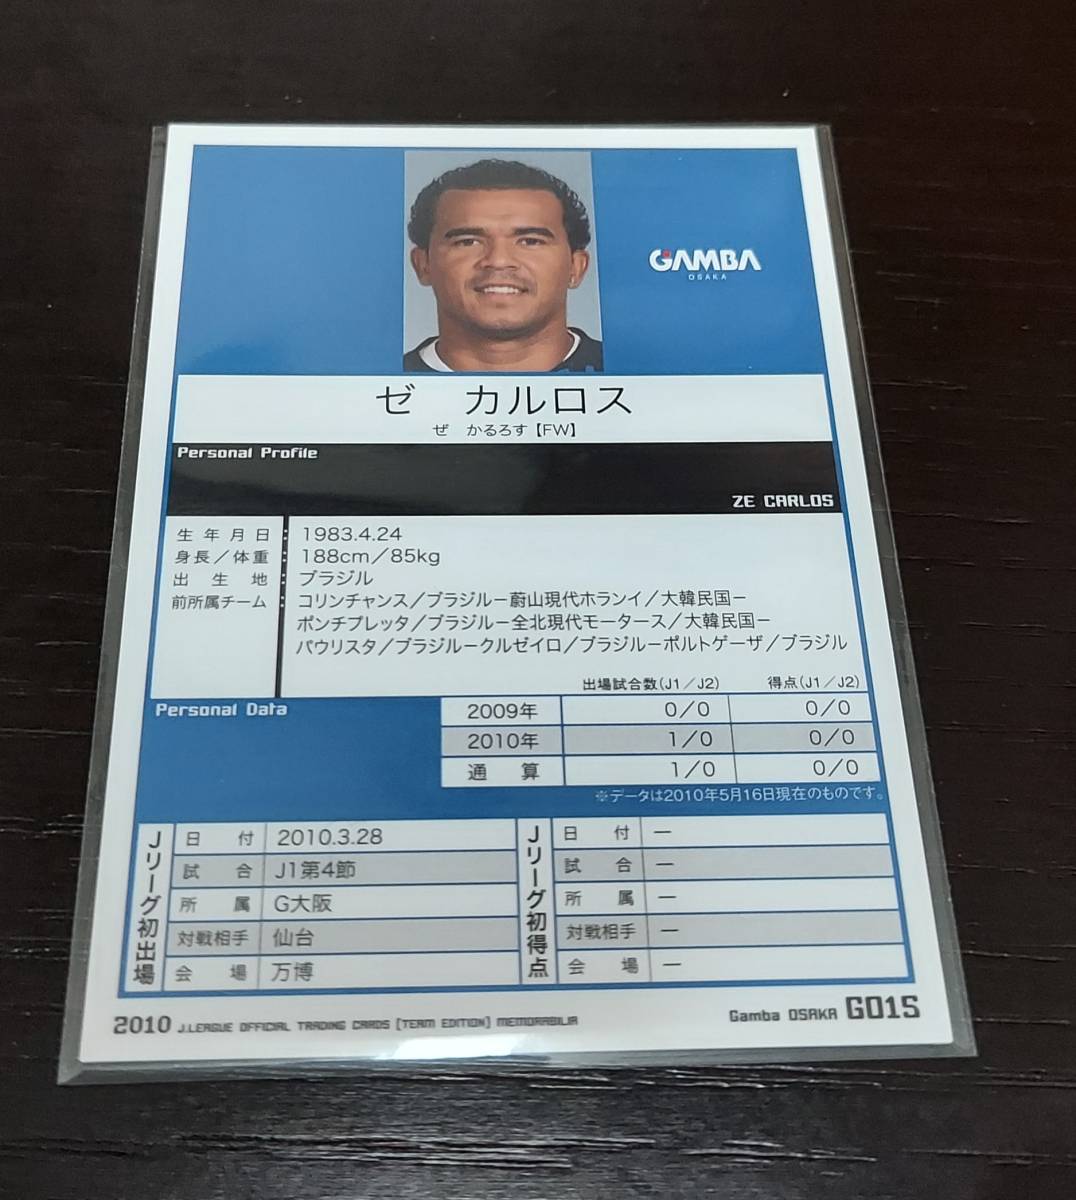 GAMBA
OSAKA
ゼ カルロス
ぜ かるろす【FW】
Personal Profile
ZE CARLOS
生年月日：1983.4.24
身長／体重：188cm／85kg
出生地：ブラジル
前所属チーム：コリンチャンス／ブラジル－蔚山現代ホランイ／大韓民国－
ポンチプレッタ／ブラジル－全北現代モータース／大韓民国－
パウリスタ／ブラジル－クルゼイロ／ブラジル－ポルトゲーザ／ブラジル
出場試合数(J1／J2) 得点(J1／J2)
Personal Data
2009年 0／0 0／0
2010年 1／0 0／0
通算 1／0 0／0
※データは2010年5月16日現在のものです。
Jリーグ初出場
日付 2010.3.28
試合 J1第4節
所属 G大阪
対戦相手 仙台
会場 万博
Jリーグ初得点
日付 －
試合 －
所属 －
対戦相手 －
会場 －
2010 J.LEAGUE OFFICIAL TRADING CARDS [TEAM EDITION] MEMORABILIA
Gamba OSAKA GO15